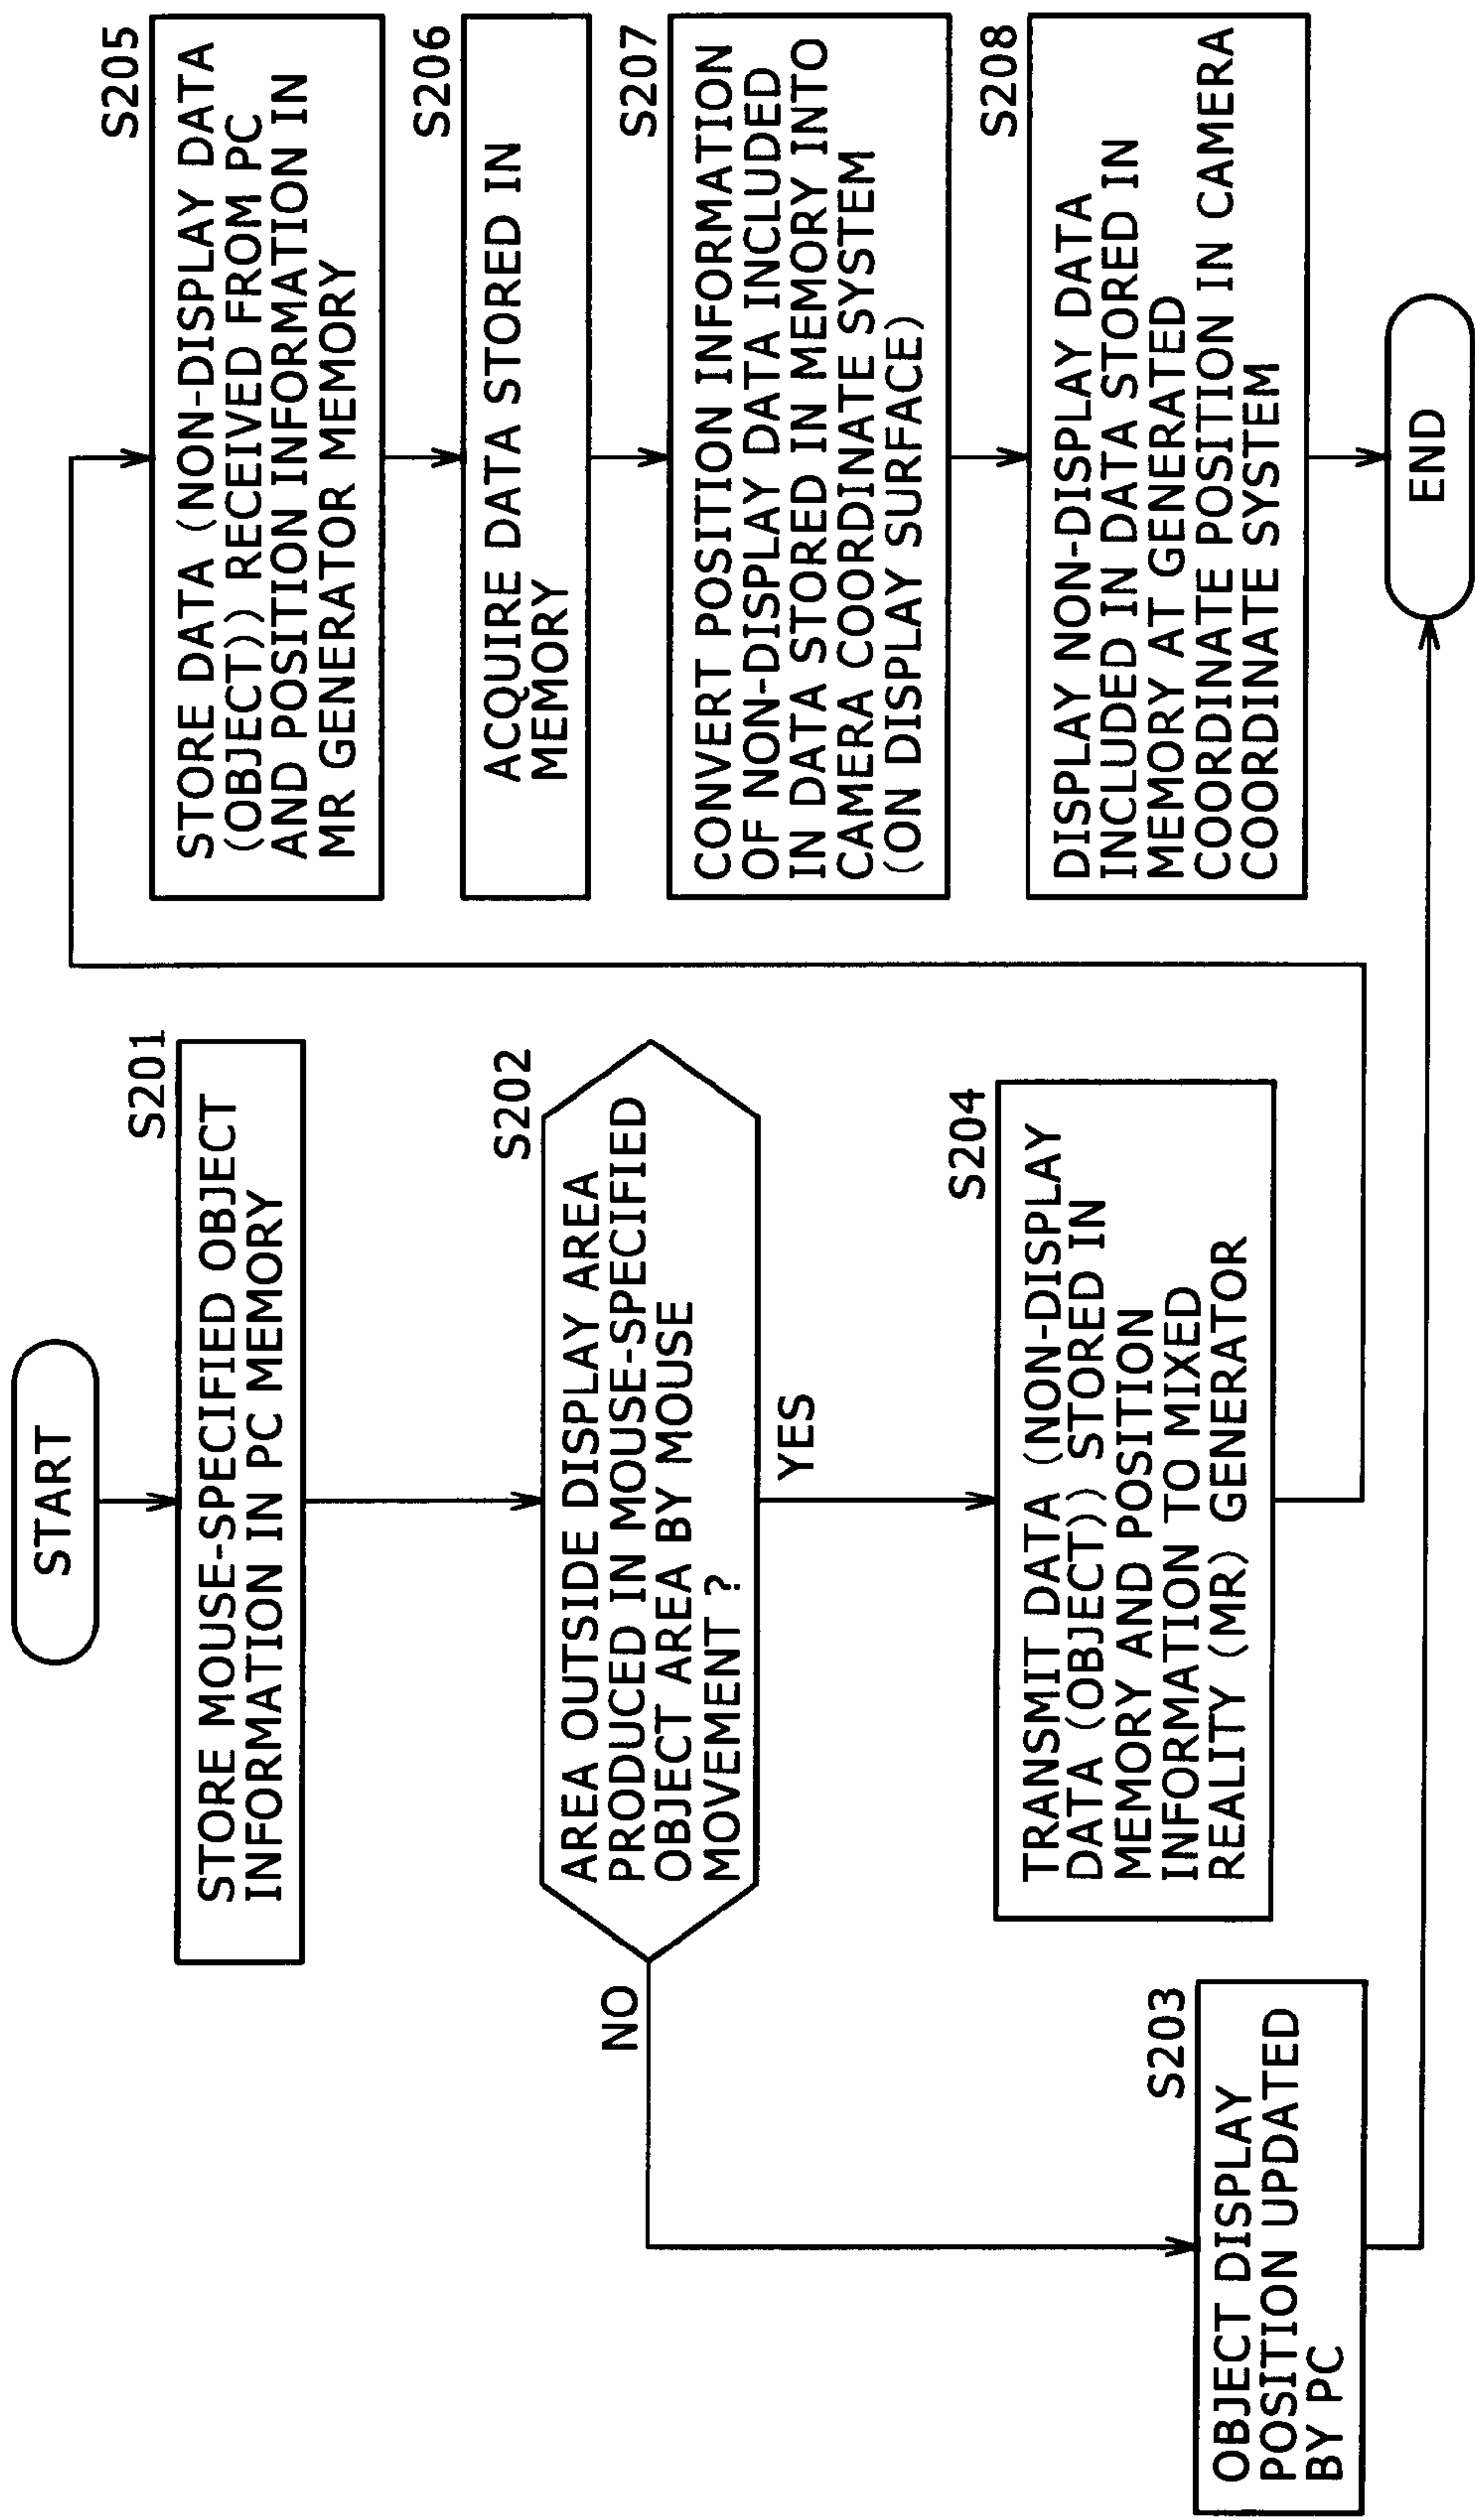 START
S201
STORE MOUSE-SPECIFIED OBJECT
INFORMATION IN PC MEMORY
S202
AREA OUTSIDE DISPLAY AREA
PRODUCED IN MOUSE-SPECIFIED
OBJECT AREA BY MOUSE
MOVEMENT ?
NO
YES
S203
OBJECT DISPLAY
POSITION UPDATED
BY PC
S204
TRANSMIT DATA (NON-DISPLAY
DATA (OBJECT)) STORED IN
MEMORY AND POSITION
INFORMATION TO MIXED
REALITY (MR) GENERATOR
S205
STORE DATA (NON-DISPLAY DATA
(OBJECT)) RECEIVED FROM PC
AND POSITION INFORMATION IN
MR GENERATOR MEMORY
S206
ACQUIRE DATA STORED IN
MEMORY
S207
CONVERT POSITION INFORMATION
OF NON-DISPLAY DATA INCLUDED
IN DATA STORED IN MEMORY INTO
CAMERA COORDINATE SYSTEM
(ON DISPLAY SURFACE)
S208
DISPLAY NON-DISPLAY DATA
INCLUDED IN DATA STORED IN
MEMORY AT GENERATED
COORDINATE POSITION IN CAMERA
COORDINATE SYSTEM
END